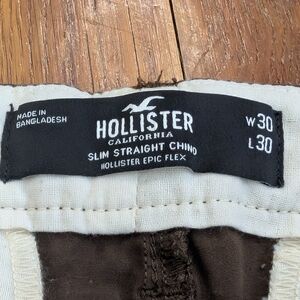 MADE IN
BANGLADESH
HOLLISTER
CALIFORNIA
SLIM STRAIGHT CHINO
HOLLISTER EPIC FLEX
W30
L30